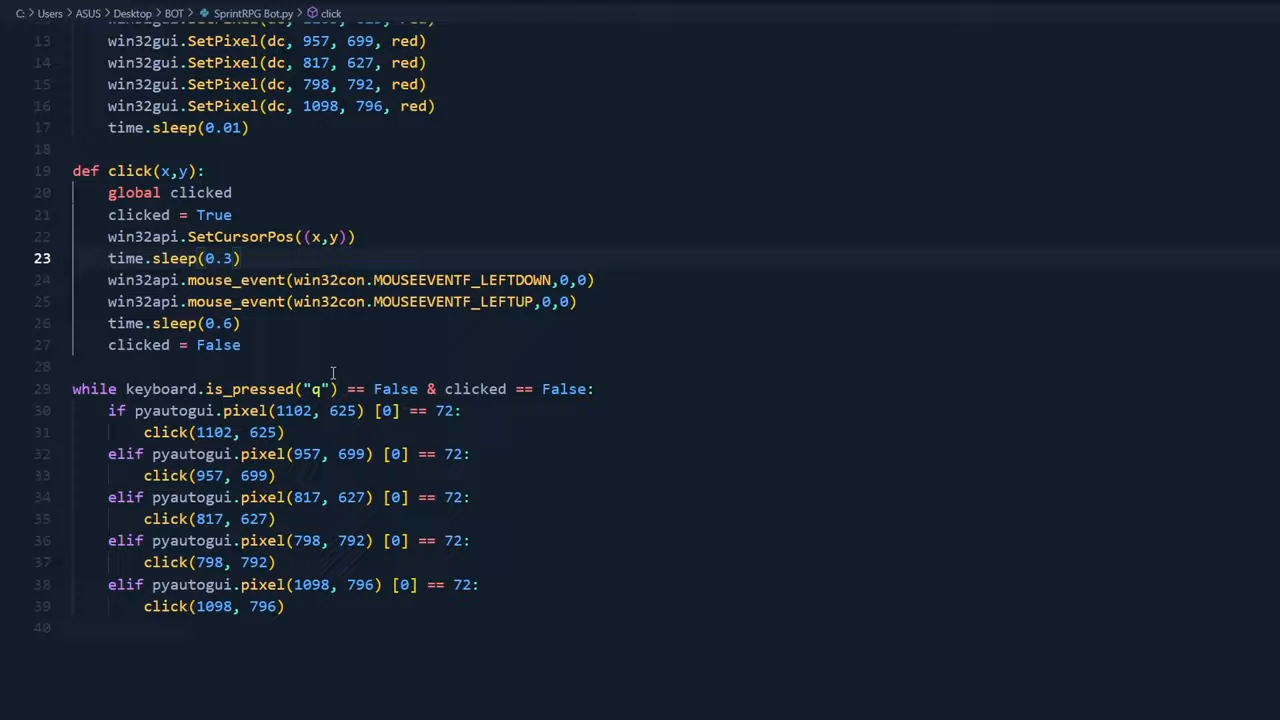 C: > Users > ASUS > Desktop > BOT > SprintRPG Bot.py > click
13 win32gui.SetPixel(dc, 957, 699, red)
14 win32gui.SetPixel(dc, 817, 627, red)
15 win32gui.SetPixel(dc, 798, 792, red)
16 win32gui.SetPixel(dc, 1098, 796, red)
17 time.sleep(0.01)
18
19 def click(x,y):
20 global clicked
21 clicked = True
22 win32api.SetCursorPos((x,y))
23 time.sleep(0.3)
24 win32api.mouse_event(win32con.MOUSEEVENTF_LEFTDOWN,0,0)
25 win32api.mouse_event(win32con.MOUSEEVENTF_LEFTUP,0,0)
26 time.sleep(0.6)
27 clicked = False
28
29 while keyboard.is_pressed("q") == False & clicked == False:
30 if pyautogui.pixel(1102, 625) [0] == 72:
31 click(1102, 625)
32 elif pyautogui.pixel(957, 699) [0] == 72:
33 click(957, 699)
34 elif pyautogui.pixel(817, 627) [0] == 72:
35 click(817, 627)
36 elif pyautogui.pixel(798, 792) [0] == 72:
37 click(798, 792)
38 elif pyautogui.pixel(1098, 796) [0] == 72:
39 click(1098, 796)
40